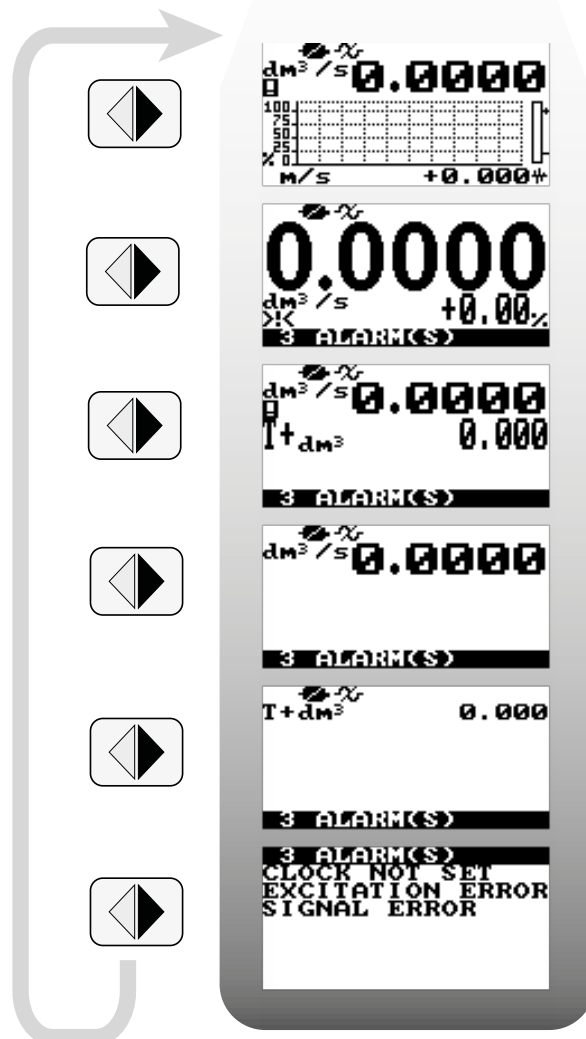 dm³/s 0.0000
100
75
50
25
% 0
m/s +0.000
0.0000
dm³/s +0.00%
>!<
3 ALARM(S)
dm³/s 0.0000
T+dm³ 0.000
3 ALARM(S)
dm³/s 0.0000
3 ALARM(S)
T+dm³ 0.000
3 ALARM(S)
3 ALARM(S)
CLOCK NOT SET
EXCITATION ERROR
SIGNAL ERROR